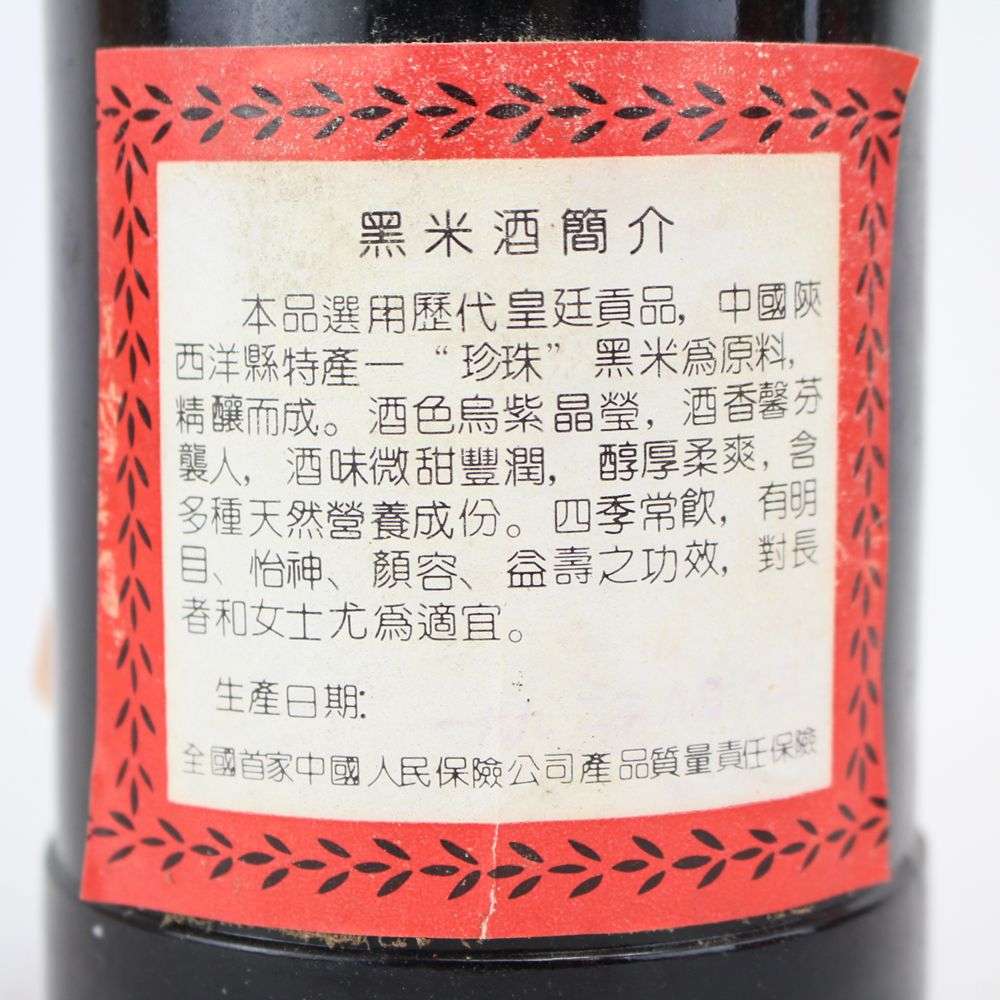 黑米酒簡介
本品選用歷代皇廷貢品，中國陝
西洋縣特產一“珍珠”黑米爲原料，
精釀而成。酒色烏紫晶瑩，酒香馨芬
襲人，酒味微甜豐潤，醇厚柔爽，含
多種天然營養成份。四季常飲，有明
目、怡神、顏容、益壽之功效，對長
者和女士尤爲適宜。
生產日期：
全國首家中國人民保險公司產品質量責任保險